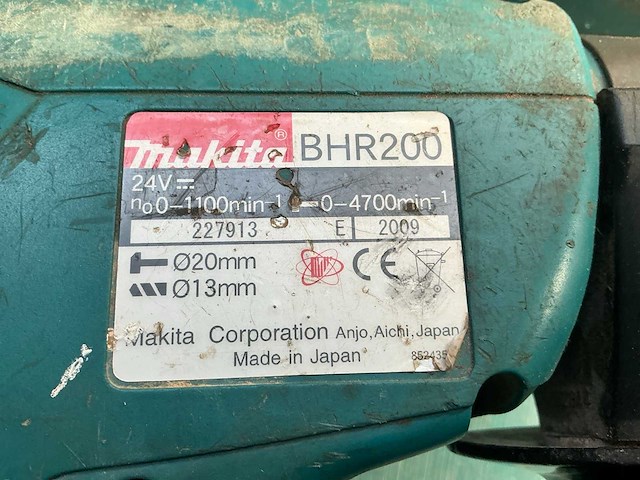 makita® BHR200
24V
n₀0-1100min⁻¹ 0-4700min⁻¹
227913 E 2009
Ø20mm
Ø13mm
CE
Makita Corporation Anjo, Aichi, Japan
Made in Japan